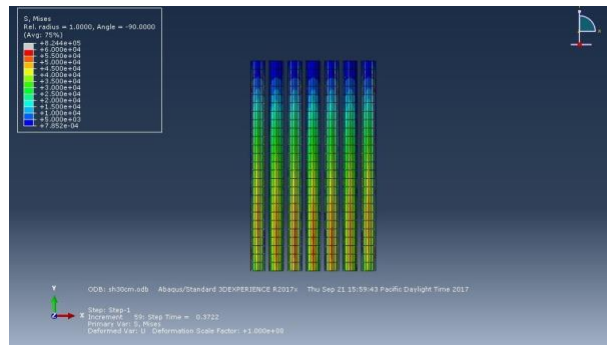 S, Mises
Rel. radius = 1.0000, Angle = -90.0000
(Avg: 75%)
+8.244e+05
+6.000e+04
+5.500e+04
+5.000e+04
+4.500e+04
+4.000e+04
+3.500e+04
+3.000e+04
+2.500e+04
+2.000e+04
+1.500e+04
+1.000e+04
+5.000e+03
+7.852e-04
Y
X
Z
ODB: sh30cm.odb Abaqus/Standard 3DEXPERIENCE R2017x Thu Sep 21 15:59:43 Pacific Daylight Time 2017
Step: Step-1
Increment 59: Step Time = 0.3722
Primary Var: S, Mises
Deformed Var: U Deformation Scale Factor: +1.000e+00